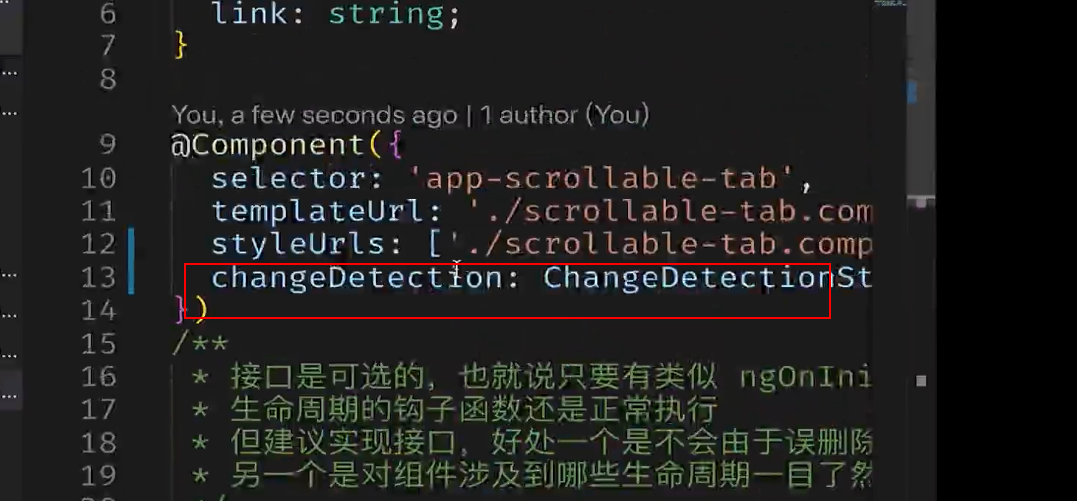 6 link: string;
7 }
8
You, a few seconds ago | 1 author (You)
9 @Component({
10 selector: 'app-scrollable-tab',
11 templateUrl: './scrollable-tab.com
12 styleUrls: ['./scrollable-tab.comp
13 changeDetection: ChangeDetectionSt
14 })
15 /**
16 * 接口是可选的，也就说只要有类似 ngOnIni
17 * 生命周期的钩子函数还是正常执行
18 * 但建议实现接口，好处一个是不会由于误删除
19 * 另一个是对组件涉及到哪些生命周期一目了然